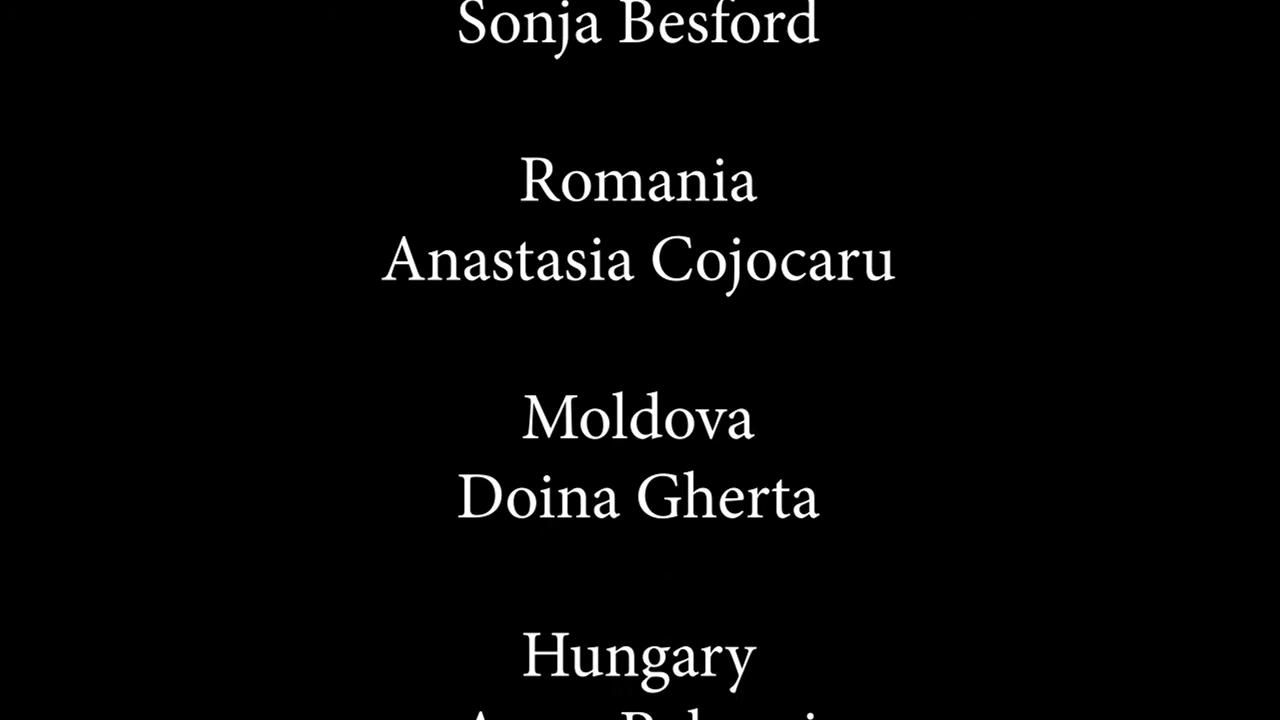 Sonja Besford
Romania
Anastasia Cojocaru
Moldova
Doina Gherta
Hungary